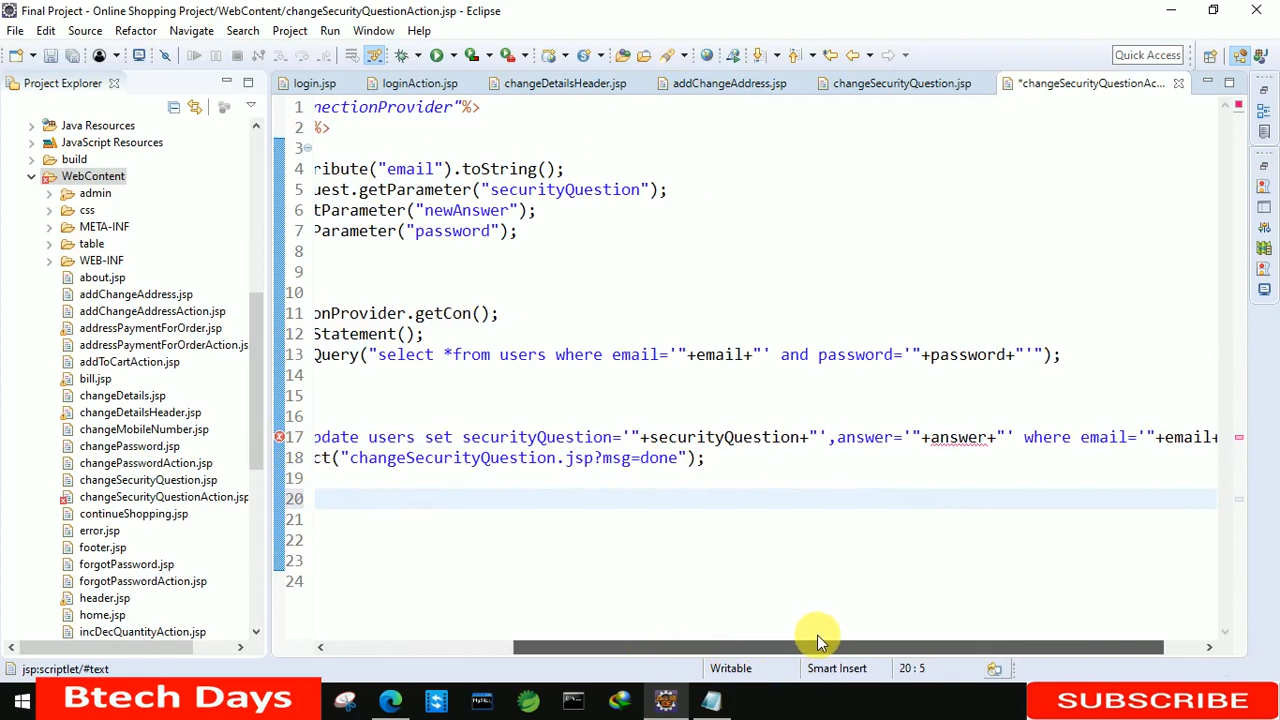 Final Project - Online Shopping Project/WebContent/changeSecurityQuestionAction.jsp - Eclipse
File Edit Source Refactor Navigate Search Project Run Window Help
Quick Access
Project Explorer
login.jsp loginAction.jsp changeDetailsHeader.jsp addChangeAddress.jsp changeSecurityQuestion.jsp *changeSecurityQuestionAc...
Java Resources
JavaScript Resources
build
WebContent
admin
css
META-INF
table
WEB-INF
about.jsp
addChangeAddress.jsp
addChangeAddressAction.jsp
addressPaymentForOrder.jsp
addressPaymentForOrderAction.js
addToCartAction.jsp
bill.jsp
changeDetails.jsp
changeDetailsHeader.jsp
changeMobileNumber.jsp
changePassword.jsp
changePasswordAction.jsp
changeSecurityQuestion.jsp
changeSecurityQuestionAction.jsp
continueShopping.jsp
error.jsp
footer.jsp
forgotPassword.jsp
forgotPasswordAction.jsp
header.jsp
home.jsp
incDecQuantityAction.jsp
1 nnectionProvider"%>
2 %>
3
4 ribute("email").toString();
5 uest.getParameter("securityQuestion");
6 tParameter("newAnswer");
7 Parameter("password");
8
9
10
11 onProvider.getCon();
12 Statement();
13 Query("select *from users where email='"+email+"' and password='"+password+"'");
14
15
16
17 pdate users set securityQuestion='"+securityQuestion+"',answer='"+answer+"' where email='"+email+
18 ct("changeSecurityQuestion.jsp?msg=done");
19
20
21
22
23
24
jsp:scriptlet/#text Writable Smart Insert 20 : 5
Btech Days
SUBSCRIBE